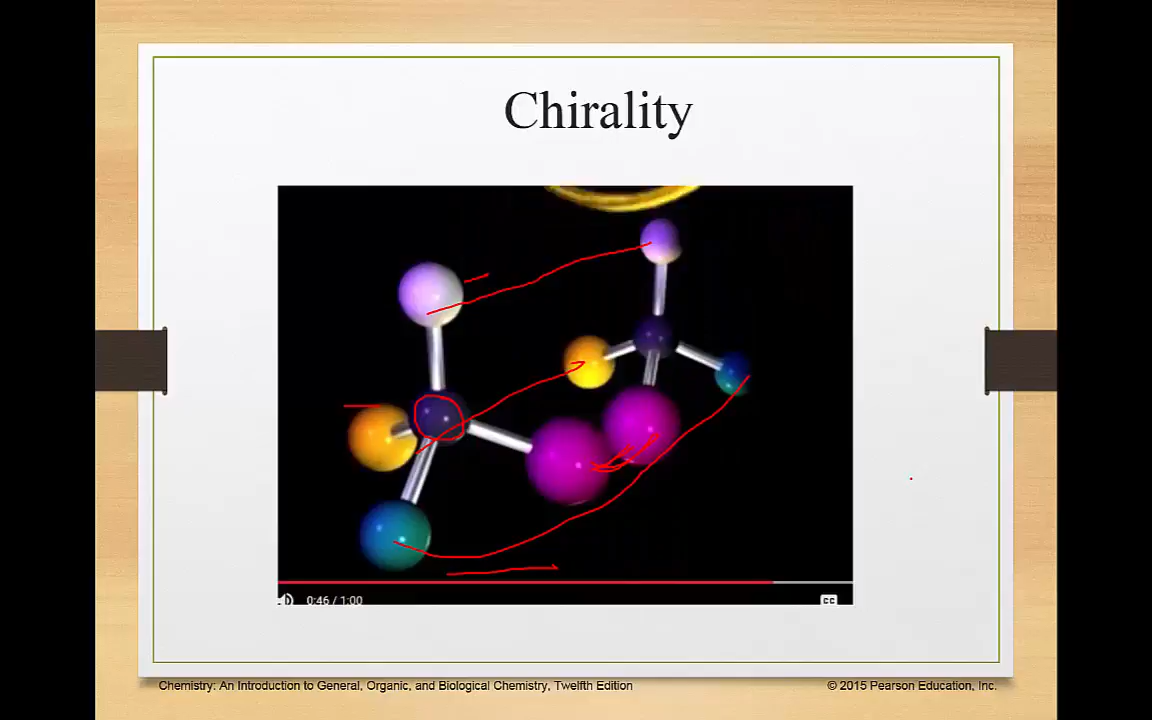 Chirality
0:46 / 1:00
CC
Chemistry: An Introduction to General, Organic, and Biological Chemistry, Twelfth Edition
© 2015 Pearson Education, Inc.